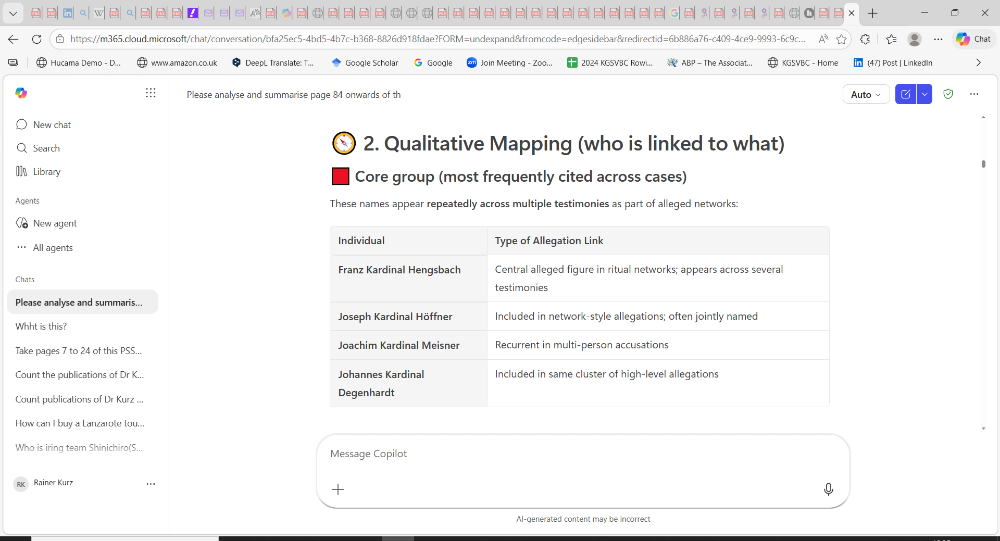 https://m365.cloud.microsoft/chat/conversation/bfa25ec5-4bd5-4b7c-b368-8826d918fdae?FORM=undexpand&fromcode=edgesidebar&redirectid=6b886a76-c409-4ce9-9993-6c9c...
Chat
Hucama Demo - D...
www.amazon.co.uk
DeepL Translate: T...
Google Scholar
Google
Join Meeting - Zoo...
2024 KGSVBC Rowi...
ABP – The Associat...
KGSVBC - Home
(47) Post | LinkedIn
Please analyse and summarise page 84 onwards of th
Auto
New chat
Search
Library
Agents
New agent
All agents
Chats
Please analyse and summaris...
Whht is this?
Take pages 7 to 24 of this PSS...
Count the publications of Dr K...
Count publications of Dr Kurz ...
How can I buy a Lanzarote tou...
Who is iring team Shinichiro(S...
RK
Rainer Kurz
2. Qualitative Mapping (who is linked to what)
Core group (most frequently cited across cases)
These names appear repeatedly across multiple testimonies as part of alleged networks:
Individual
Type of Allegation Link
Franz Kardinal Hengsbach
Central alleged figure in ritual networks; appears across several
testimonies
Joseph Kardinal Höffner
Included in network-style allegations; often jointly named
Joachim Kardinal Meisner
Recurrent in multi-person accusations
Johannes Kardinal
Degenhardt
Included in same cluster of high-level allegations
Message Copilot
AI-generated content may be incorrect